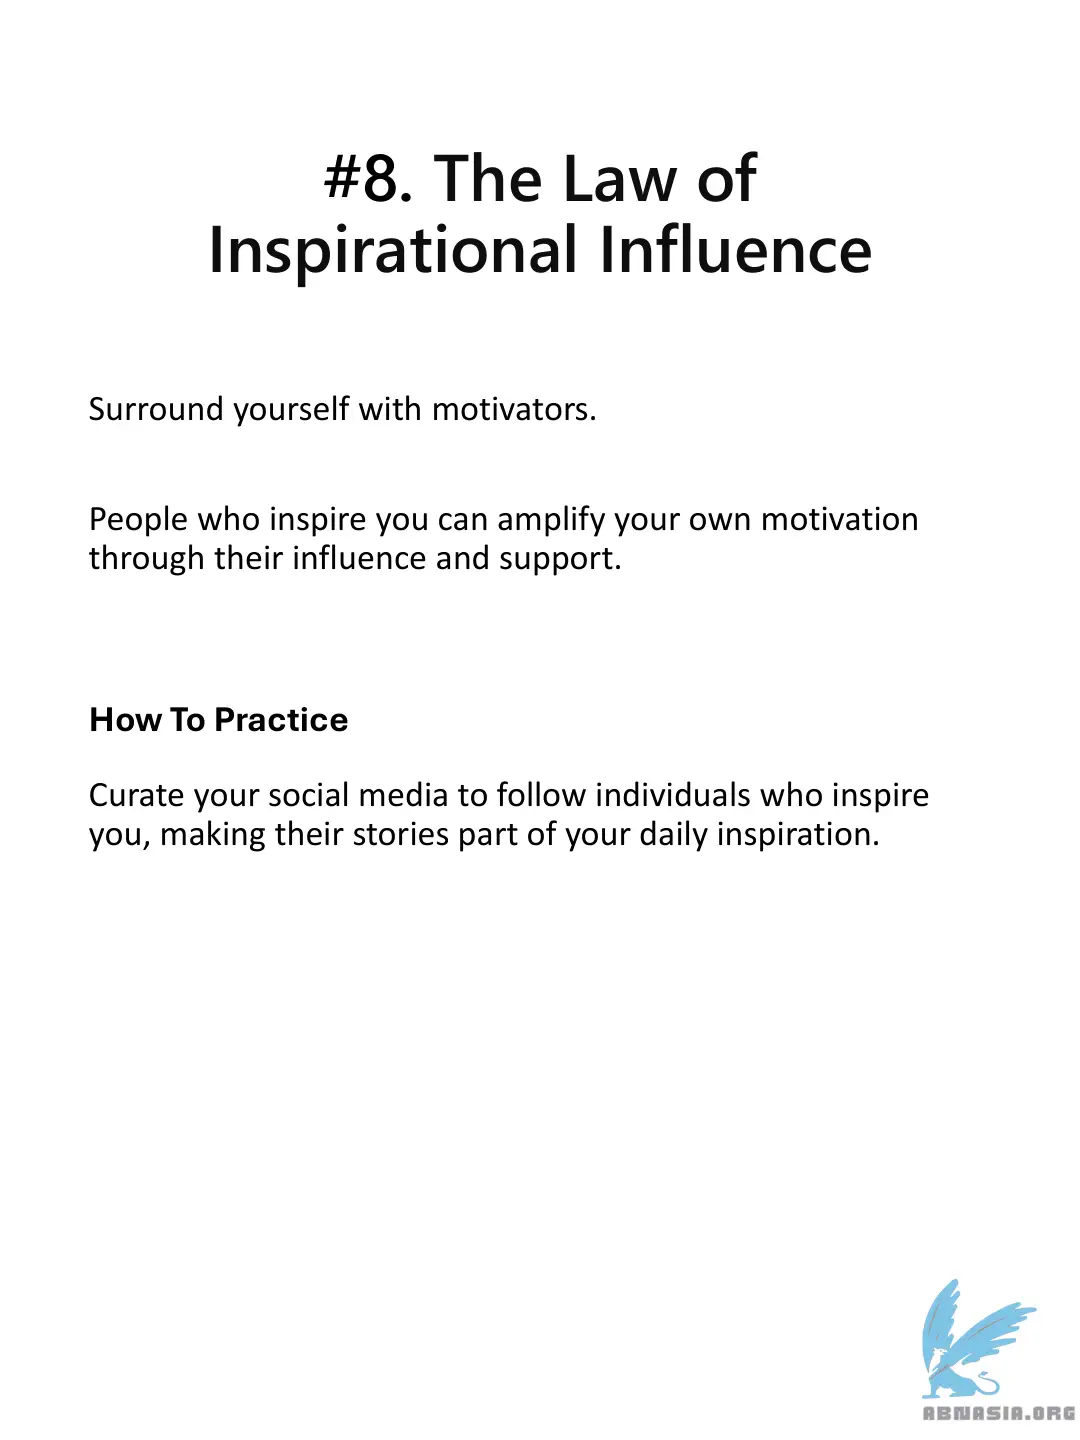 #8. The Law of
Inspirational Influence
Surround yourself with motivators.
People who inspire you can amplify your own motivation
through their influence and support.
How To Practice
Curate your social media to follow individuals who inspire
you, making their stories part of your daily inspiration.
ABNASIA.ORG